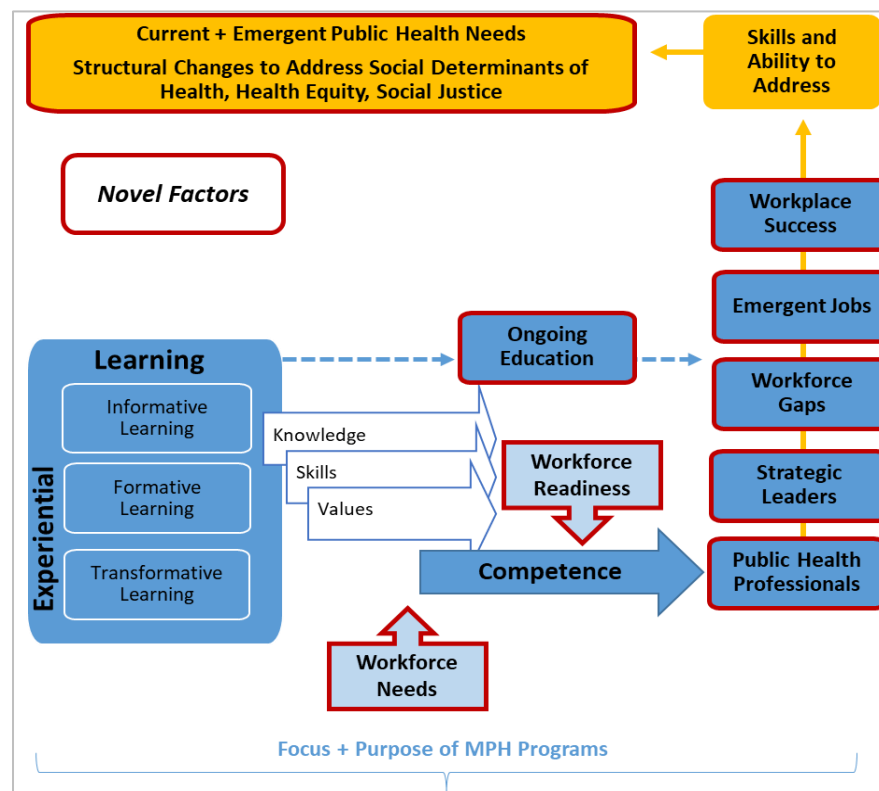 Current + Emergent Public Health Needs
Structural Changes to Address Social Determinants of
Health, Health Equity, Social Justice
Skills and
Ability to
Address
Novel Factors
Workplace
Success
Emergent Jobs
Workforce
Gaps
Strategic
Leaders
Public Health
Professionals
Ongoing
Education
Learning
Experiential
Informative
Learning
Formative
Learning
Transformative
Learning
Knowledge
Skills
Values
Workforce
Readiness
Competence
Workforce
Needs
Focus + Purpose of MPH Programs